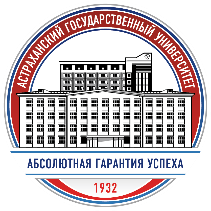 АСТРАХАНСКИЙ ГОСУДАРСТВЕННЫЙ УНИВЕРСИТЕТ
АБСОЛЮТНАЯ ГАРАНТИЯ УСПЕХА
1932